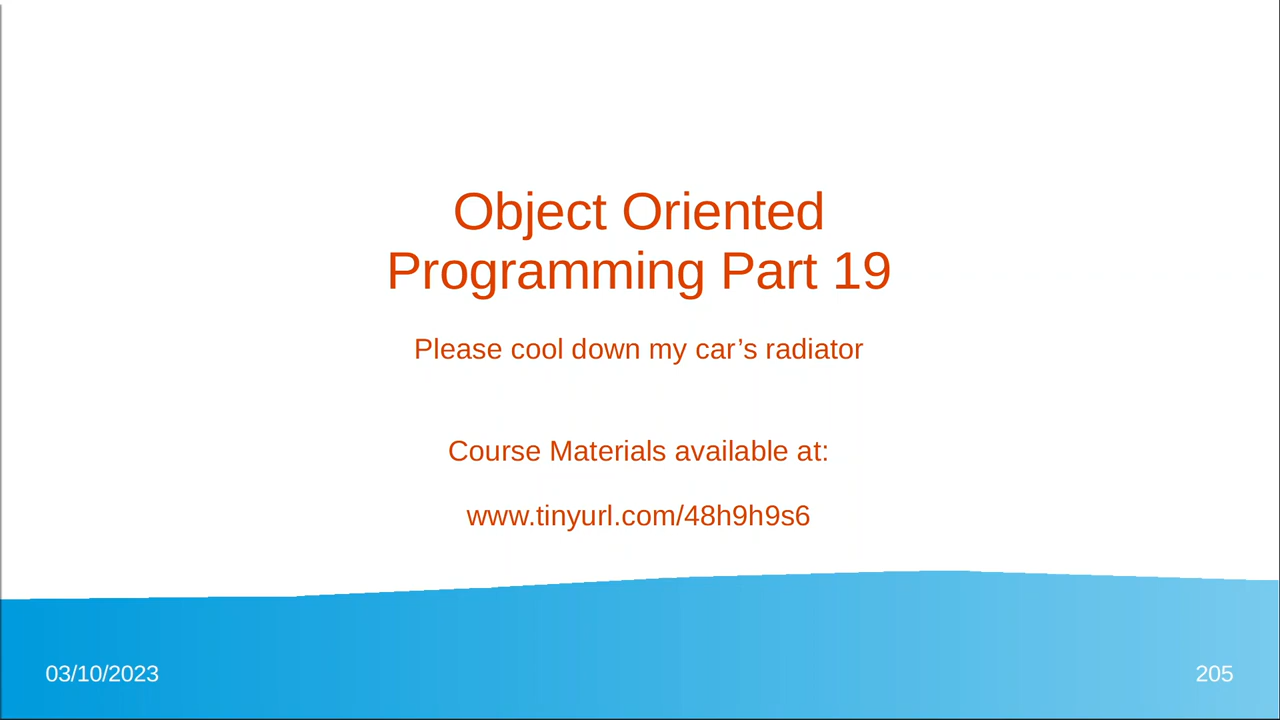 Object Oriented
Programming Part 19
Please cool down my car’s radiator
Course Materials available at:
www.tinyurl.com/48h9h9s6
03/10/2023
205